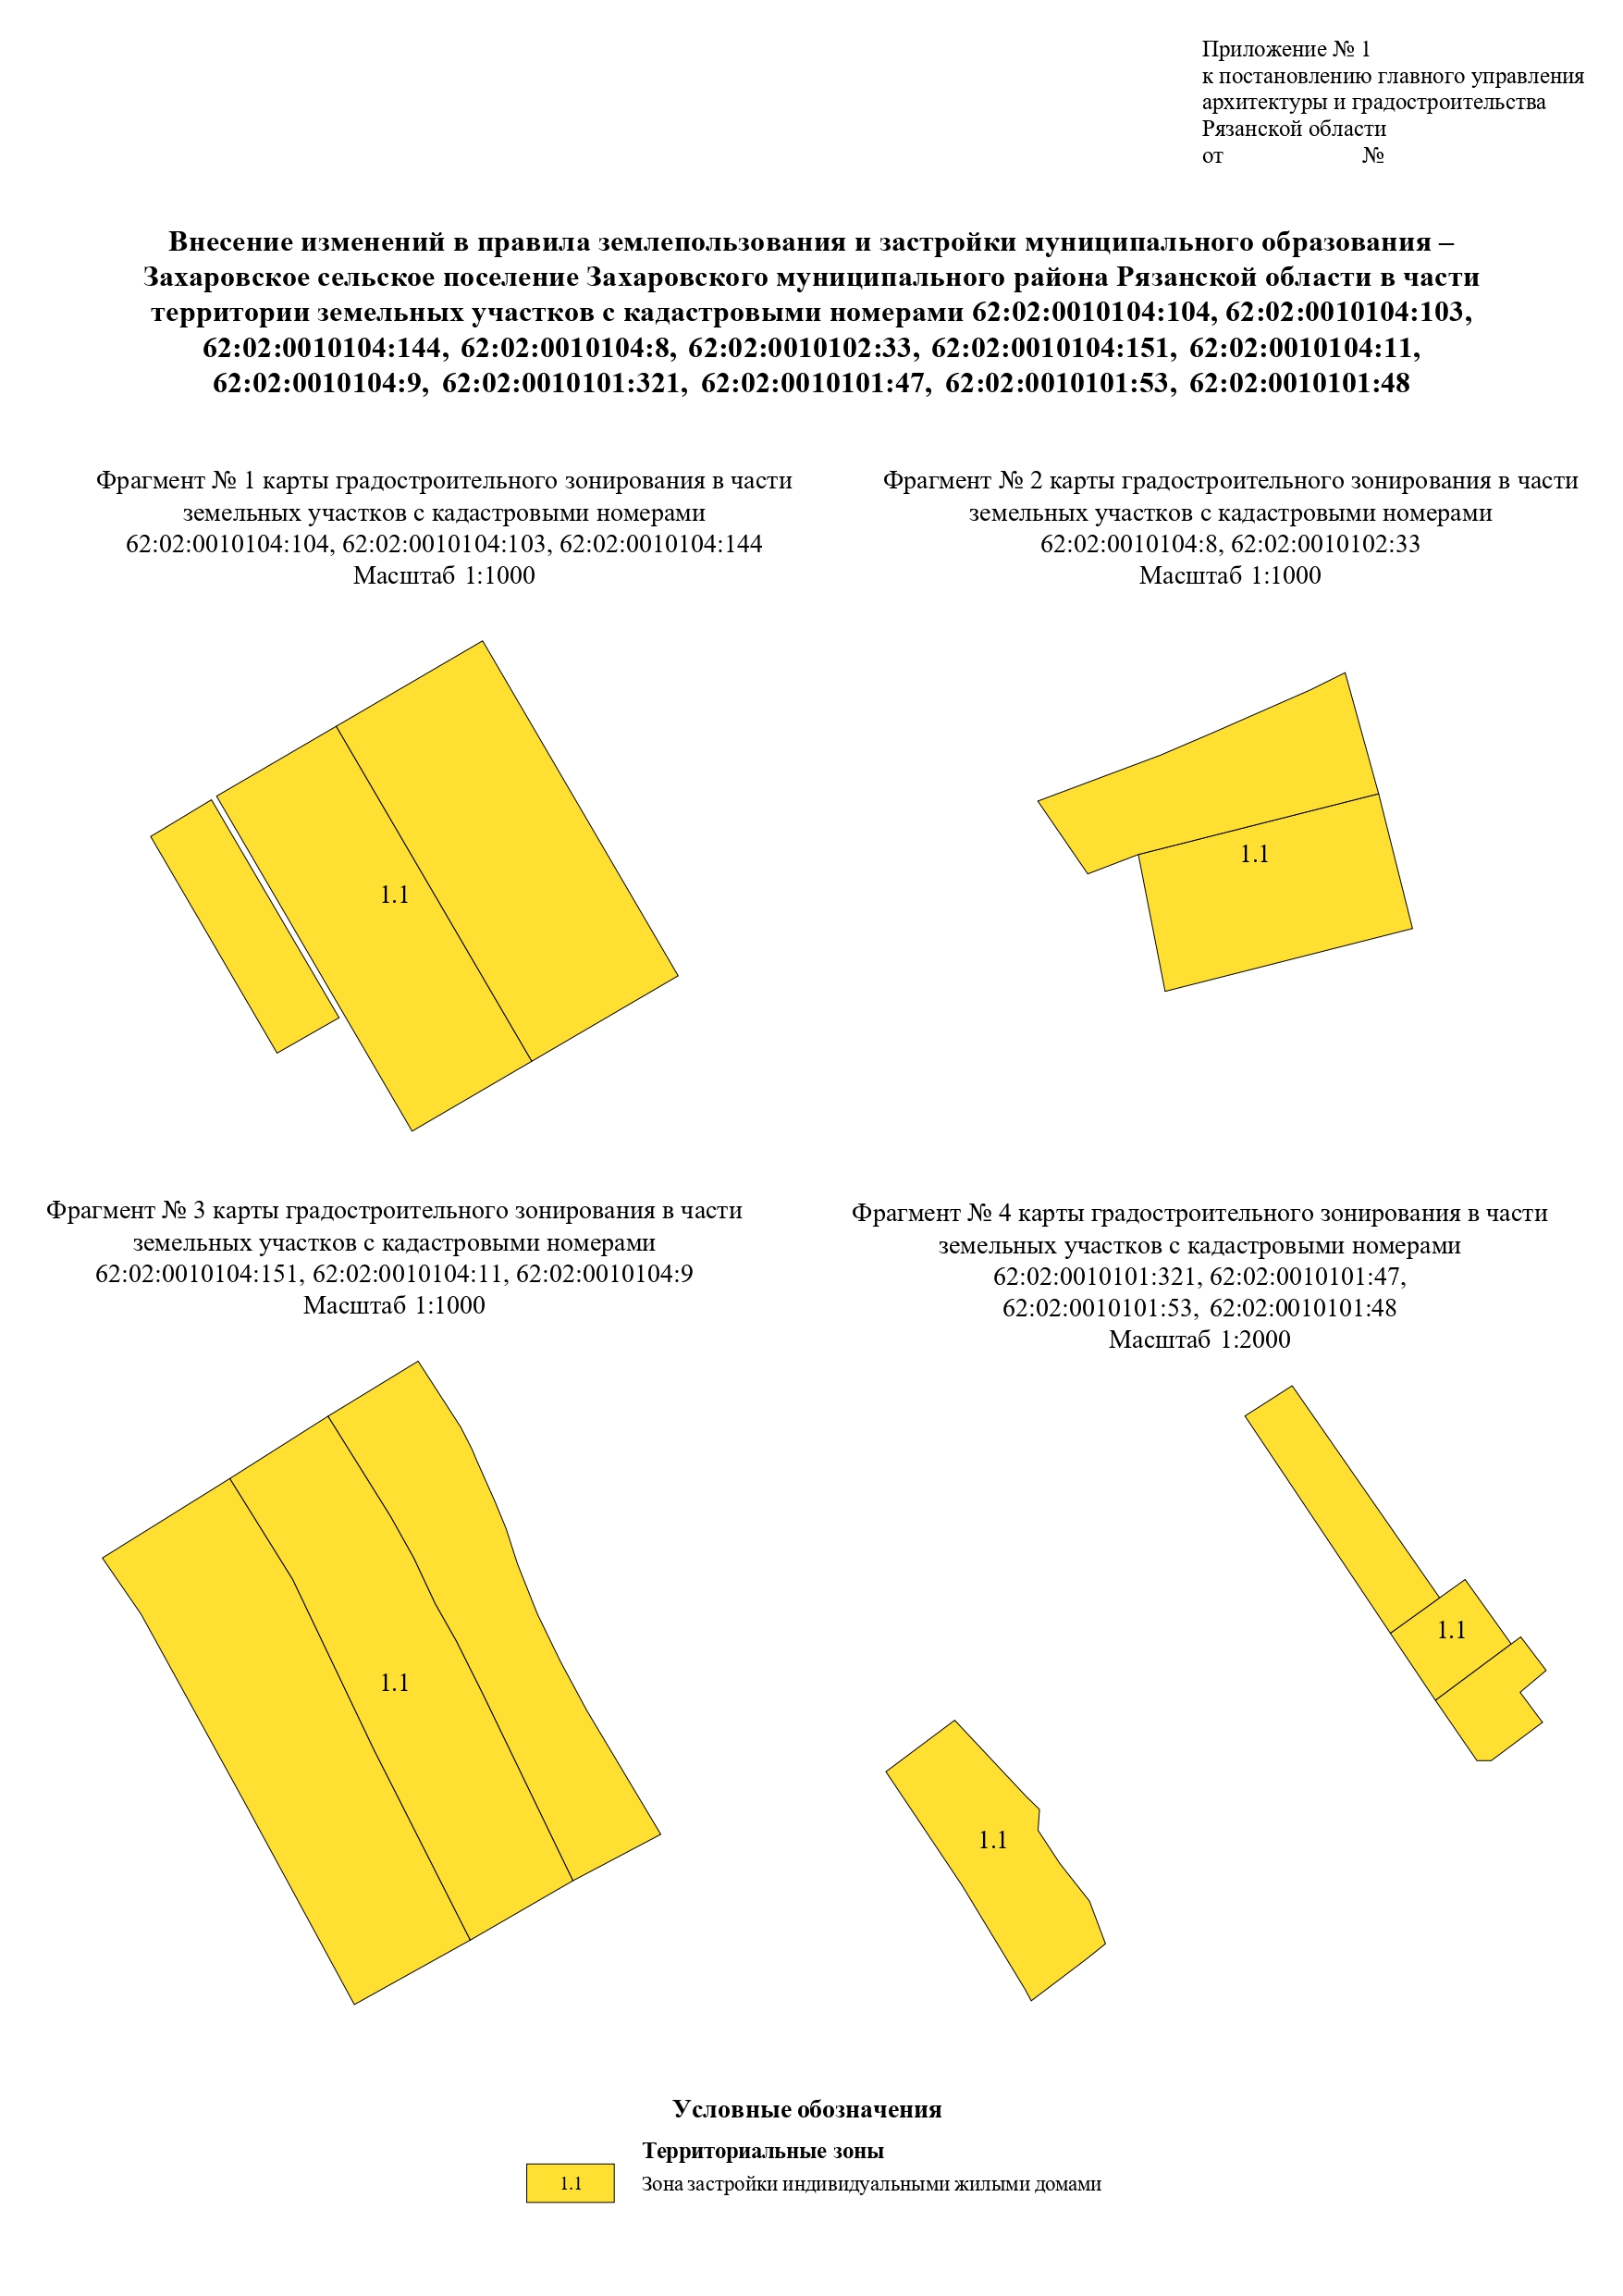 Приложение № 1
к постановлению главного управления
архитектуры и градостроительства
Рязанской области
от №
Внесение изменений в правила землепользования и застройки муниципального образования –
Захаровское сельское поселение Захаровского муниципального района Рязанской области в части
территории земельных участков с кадастровыми номерами 62:02:0010104:104, 62:02:0010104:103,
62:02:0010104:144, 62:02:0010104:8, 62:02:0010102:33, 62:02:0010104:151, 62:02:0010104:11,
62:02:0010104:9, 62:02:0010101:321, 62:02:0010101:47, 62:02:0010101:53, 62:02:0010101:48
Фрагмент № 1 карты градостроительного зонирования в части
земельных участков с кадастровыми номерами
62:02:0010104:104, 62:02:0010104:103, 62:02:0010104:144
Масштаб 1:1000
1.1
Фрагмент № 2 карты градостроительного зонирования в части
земельных участков с кадастровыми номерами
62:02:0010104:8, 62:02:0010102:33
Масштаб 1:1000
1.1
Фрагмент № 3 карты градостроительного зонирования в части
земельных участков с кадастровыми номерами
62:02:0010104:151, 62:02:0010104:11, 62:02:0010104:9
Масштаб 1:1000
1.1
Фрагмент № 4 карты градостроительного зонирования в части
земельных участков с кадастровыми номерами
62:02:0010101:321, 62:02:0010101:47,
62:02:0010101:53, 62:02:0010101:48
Масштаб 1:2000
1.1
1.1
Условные обозначения
Территориальные зоны
1.1 Зона застройки индивидуальными жилыми домами